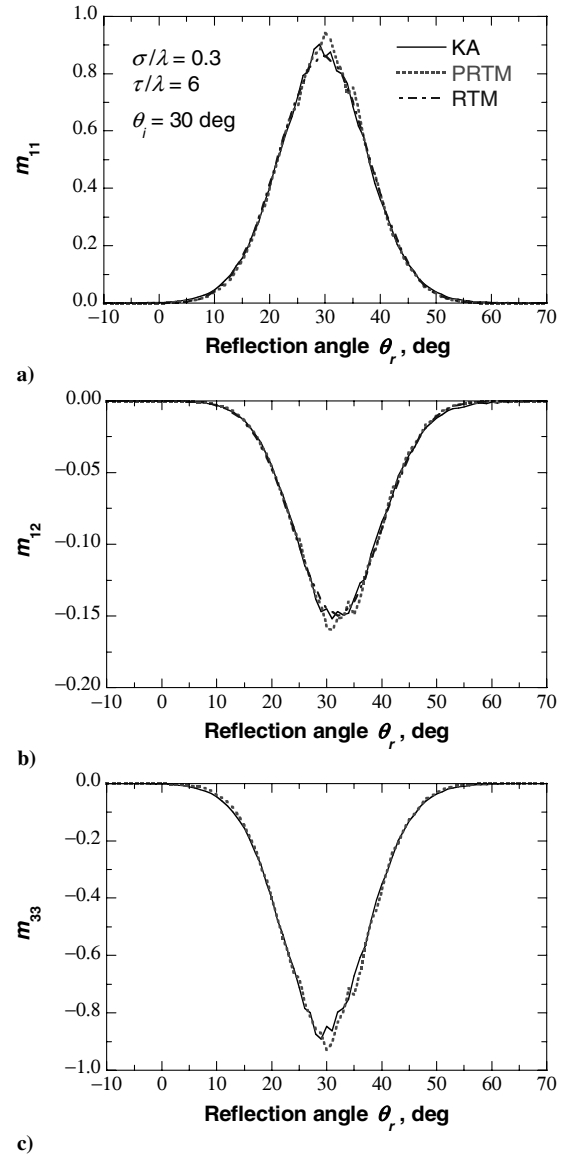 1.0
0.8
0.6
0.4
0.2
0.0
m₁₁
σ/λ = 0.3
τ/λ = 6
θᵢ = 30 deg
KA
PRTM
RTM
−10 0 10 20 30 40 50 60 70
Reflection angle θᵣ, deg
a)
0.00
−0.05
−0.10
−0.15
−0.20
m₁₂
−10 0 10 20 30 40 50 60 70
Reflection angle θᵣ, deg
b)
0.0
−0.2
−0.4
−0.6
−0.8
−1.0
m₃₃
−10 0 10 20 30 40 50 60 70
Reflection angle θᵣ, deg
c)